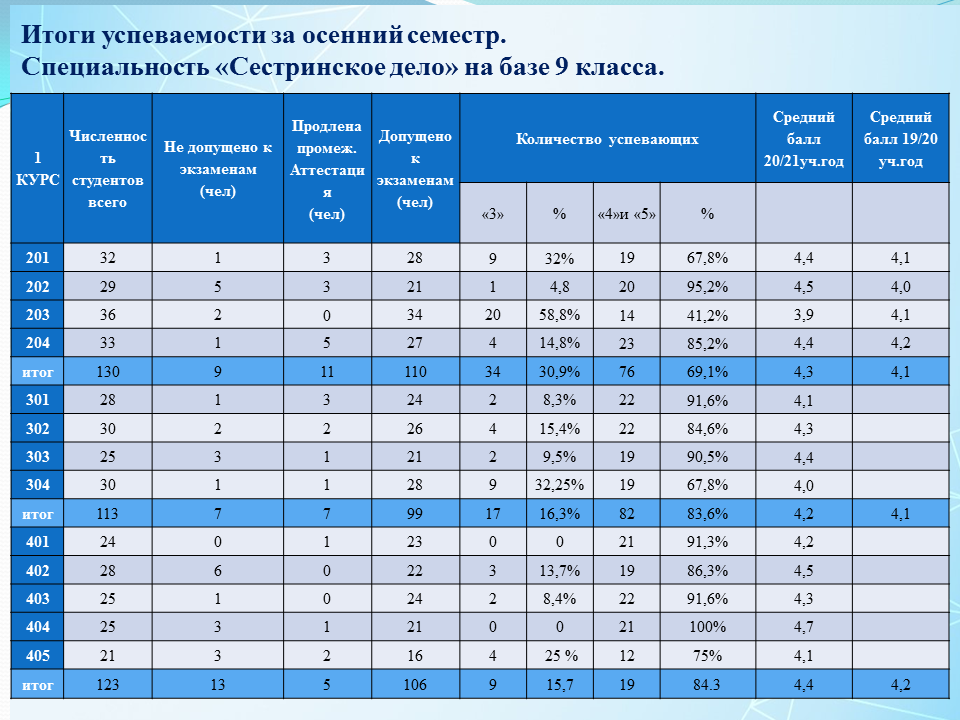 Итоги успеваемости за осенний семестр.
Специальность «Сестринское дело» на базе 9 класса.
1 КУРС | Численнос ть студентов всего | Не допущено к экзаменам (чел) | Продлена промеж. Аттестаци я (чел) | Допущено к экзаменам (чел) | Количество успевающих | Средний балл 20/21уч.год | Средний балл 19/20 уч.год
«3» | % | «4»и «5» | %
201 | 32 | 1 | 3 | 28 | 9 | 32% | 19 | 67,8% | 4,4 | 4,1
202 | 29 | 5 | 3 | 21 | 1 | 4,8 | 20 | 95,2% | 4,5 | 4,0
203 | 36 | 2 | 0 | 34 | 20 | 58,8% | 14 | 41,2% | 3,9 | 4,1
204 | 33 | 1 | 5 | 27 | 4 | 14,8% | 23 | 85,2% | 4,4 | 4,2
итог | 130 | 9 | 11 | 110 | 34 | 30,9% | 76 | 69,1% | 4,3 | 4,1
301 | 28 | 1 | 3 | 24 | 2 | 8,3% | 22 | 91,6% | 4,1
302 | 30 | 2 | 2 | 26 | 4 | 15,4% | 22 | 84,6% | 4,3
303 | 25 | 3 | 1 | 21 | 2 | 9,5% | 19 | 90,5% | 4,4
304 | 30 | 1 | 1 | 28 | 9 | 32,25% | 19 | 67,8% | 4,0
итог | 113 | 7 | 7 | 99 | 17 | 16,3% | 82 | 83,6% | 4,2 | 4,1
401 | 24 | 0 | 1 | 23 | 0 | 0 | 21 | 91,3% | 4,2
402 | 28 | 6 | 0 | 22 | 3 | 13,7% | 19 | 86,3% | 4,5
403 | 25 | 1 | 0 | 24 | 2 | 8,4% | 22 | 91,6% | 4,3
404 | 25 | 3 | 1 | 21 | 0 | 0 | 21 | 100% | 4,7
405 | 21 | 3 | 2 | 16 | 4 | 25 % | 12 | 75% | 4,1
итог | 123 | 13 | 5 | 106 | 9 | 15,7 | 19 | 84.3 | 4,4 | 4,2